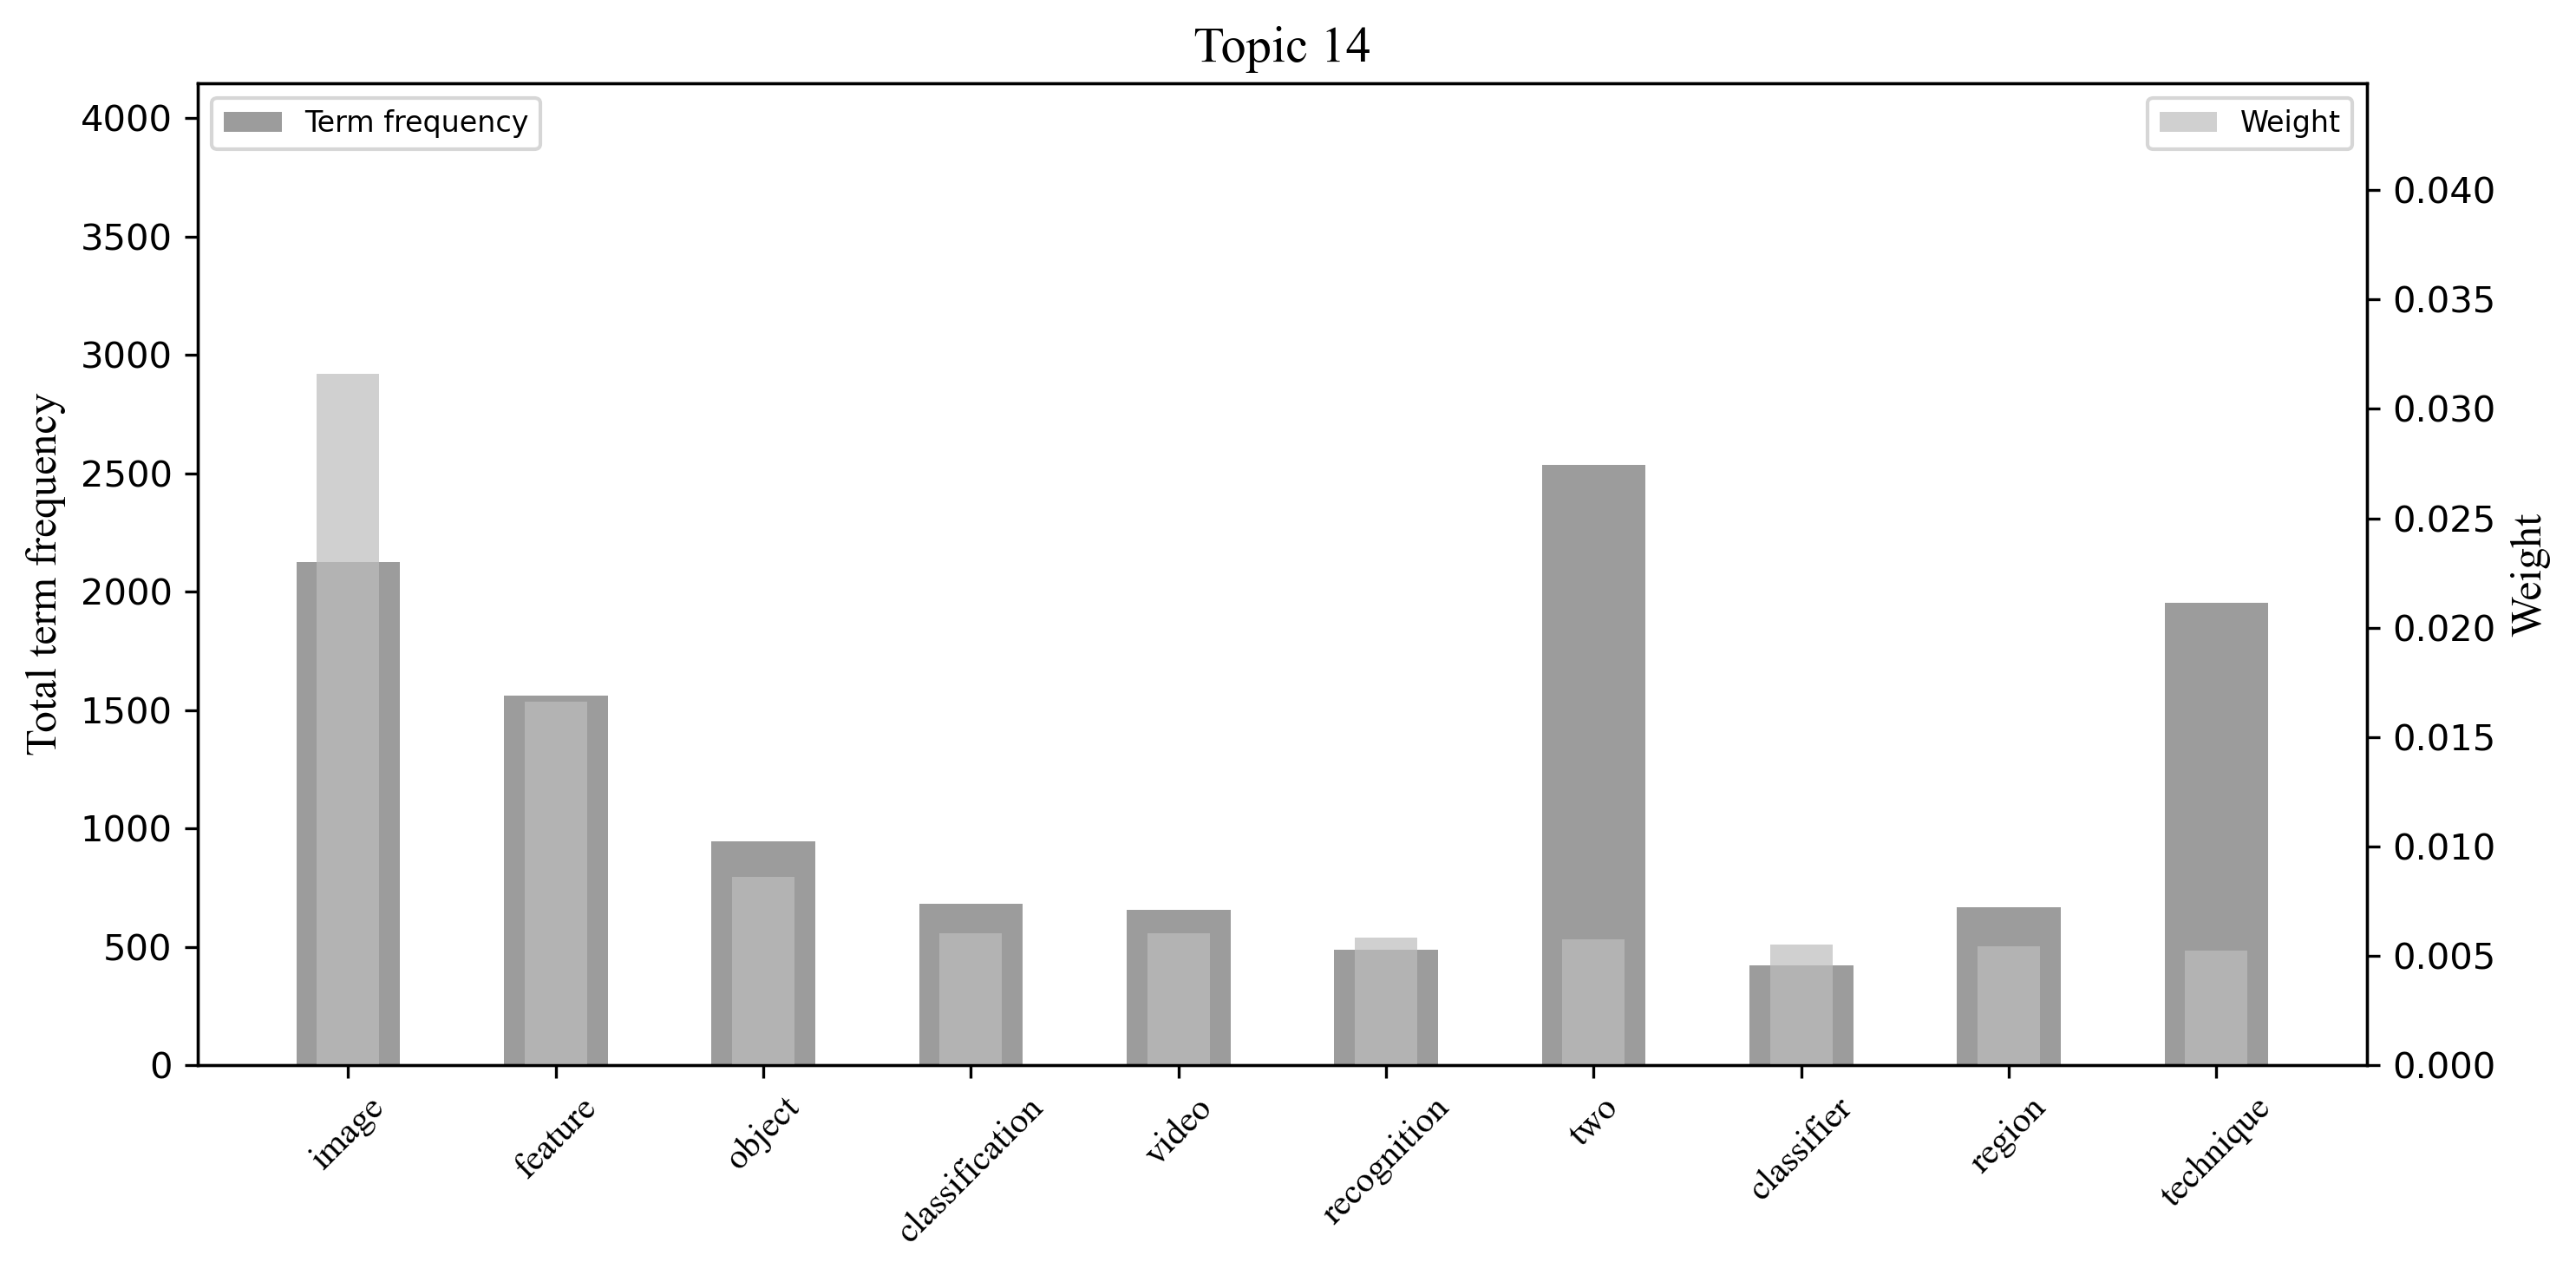 Topic 14
Term frequency
Weight
Total term frequency
4000
3500
3000
2500
2000
1500
1000
500
0
0.040
0.035
0.030
0.025
0.020
0.015
0.010
0.005
0.000
Weight
image
feature
object
classification
video
recognition
two
classifier
region
technique